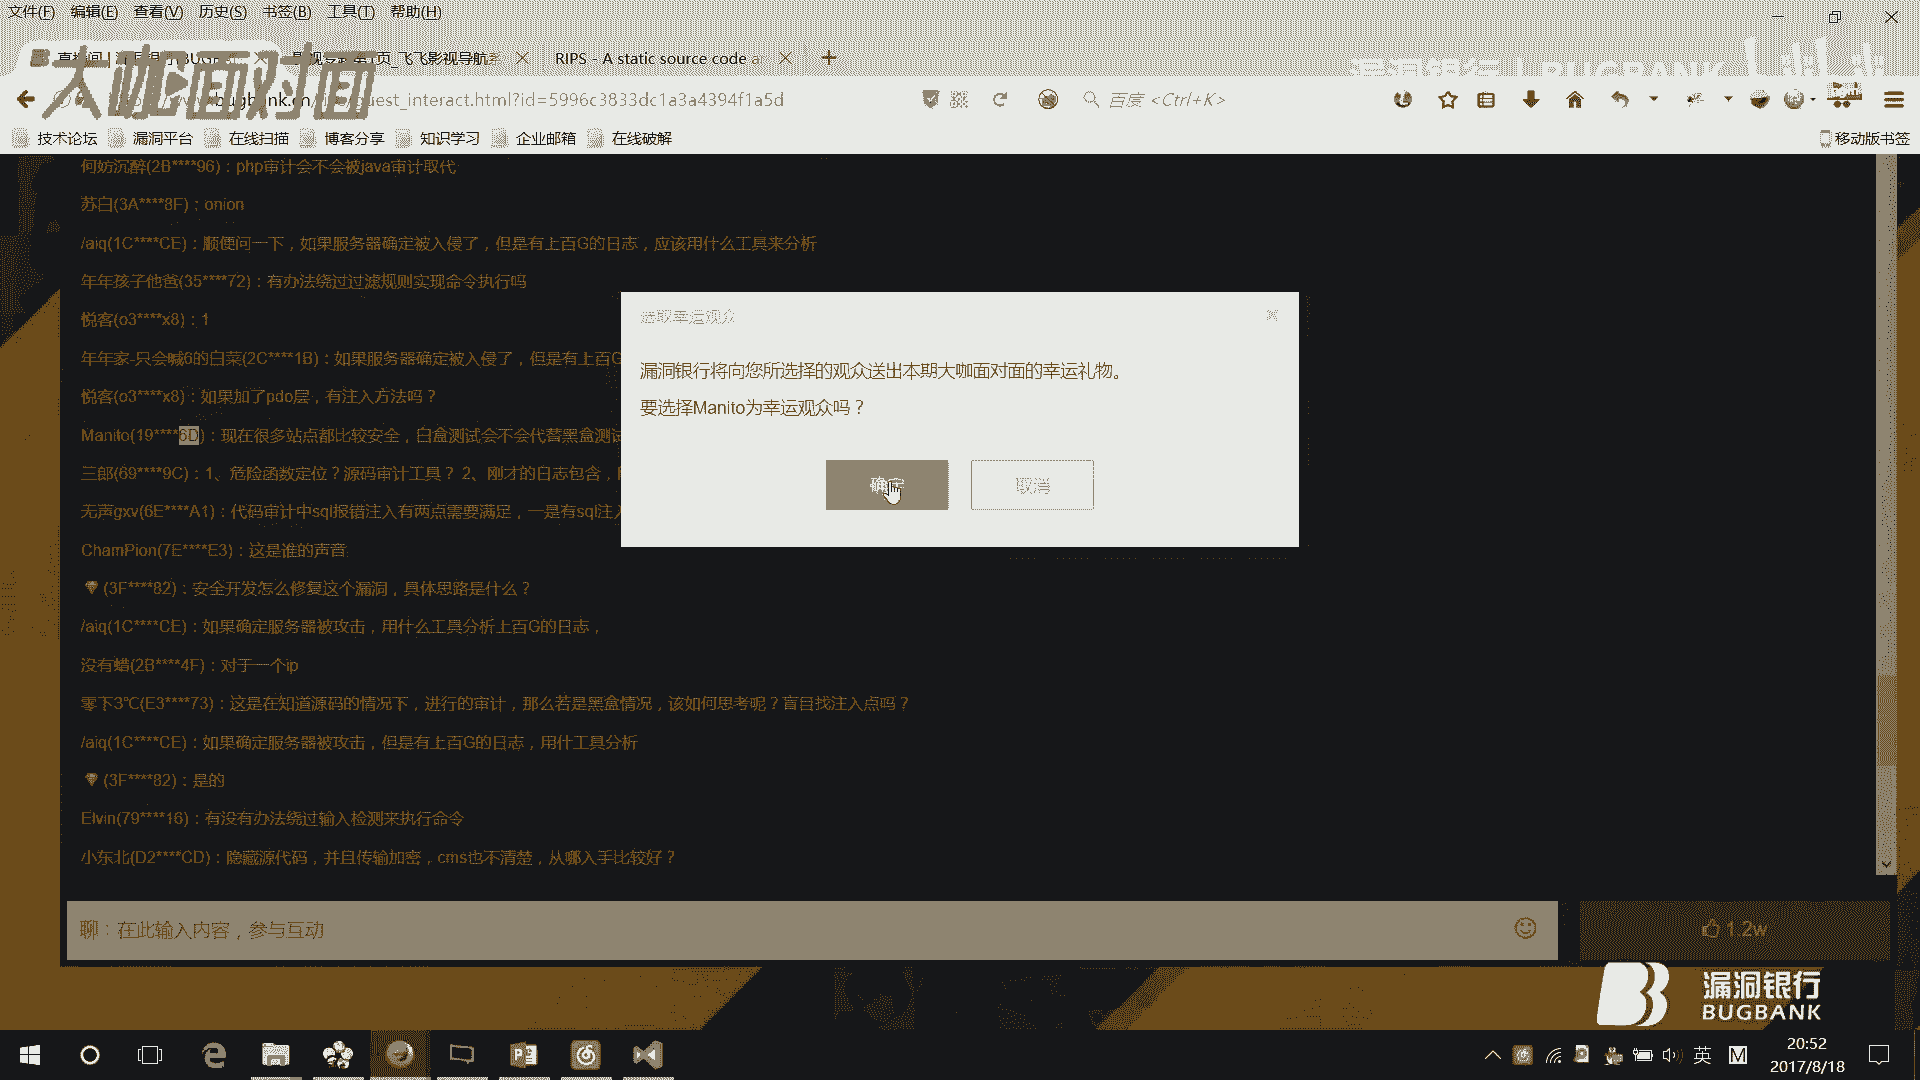 文件(F) 编辑(E) 查看(V) 历史(S) 书签(B) 工具(T) 帮助(H)
大咖面对面
页_飞飞影视导航系
RIPS - A static source code a
漏洞银行 | BUGBANK
bilibili
uest_interact.html?id=5996c3833dc1a3a4394f1a5d
百度 <Ctrl+K>
技术论坛 漏洞平台 在线扫描 博客分享 知识学习 企业邮箱 在线破解
移动版书签
何妨沉醉(2B****96)：php审计会不会被java审计取代
苏白(3A****8F)：onion
/aiq(1C****CE)：顺便问一下，如果服务器确定被入侵了，但是有上百G的日志，应该用什么工具来分析
年年孩子他爸(35****72)：有办法绕过过滤规则实现命令执行吗
悦客(o3****x8)：1
年年家-只会喊6的白菜(2C****1B)：如果服务器确定被入侵了，但是有上百G
悦客(o3****x8)：如果加了pdo层，有注入方法吗？
Manito(19****6D)：现在很多站点都比较安全，白盒测试会不会代替黑盒测试
三郎(69****9C)：1、危险函数定位？源码审计工具？ 2、刚才的日志包含，
无声gxv(6E****A1)：代码审计中sql报错注入有两点需要满足，一是有sql注入
ChamPion(7E****E3)：这是谁的声音
(3F****82)：安全开发怎么修复这个漏洞，具体思路是什么？
/aiq(1C****CE)：如果确定服务器被攻击，用什么工具分析上百G的日志，
没有蜡(2B****4F)：对于一个ip
零下3℃(E3****73)：这是在知道源码的情况下，进行的审计，那么若是黑盒情况，该如何思考呢？盲目找注入点吗？
/aiq(1C****CE)：如果确定服务器被攻击，但是有上百G的日志，用什工具分析
(3F****82)：是的
Elvin(79****16)：有没有办法绕过输入检测来执行命令
小东北(D2****CD)：隐藏源代码，并且传输加密，cms也不清楚，从哪入手比较好？
选取幸运观众
漏洞银行将向您所选择的观众送出本期大咖面对面的幸运礼物。
要选择Manito为幸运观众吗？
确定 取消
聊：在此输入内容，参与互动
1.2w
漏洞银行
BUGBANK
英 M
20:52
2017/8/18